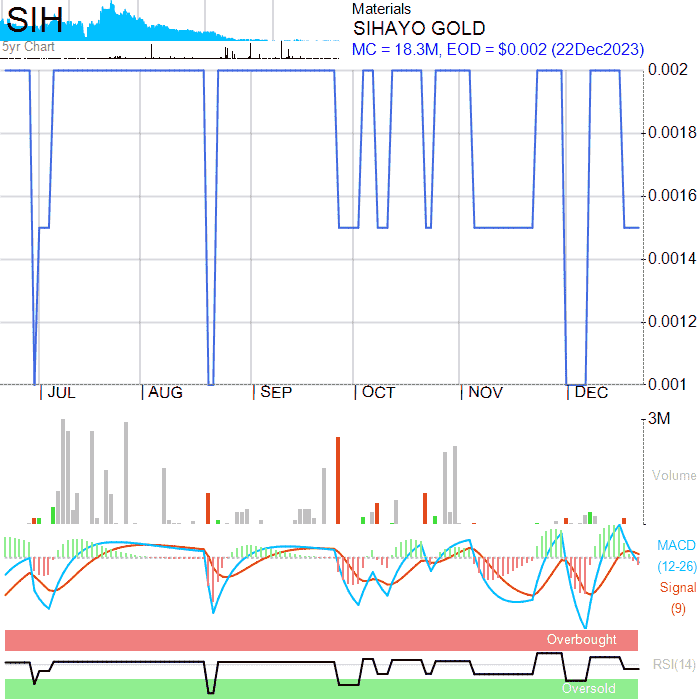 SIH
Materials
SIHAYO GOLD
MC = 18.3M, EOD = $0.002 (22Dec2023)
5yr Chart
0.002
0.0018
0.0016
0.0014
0.0012
0.001
JUL AUG SEP OCT NOV DEC
3M
Volume
MACD
(12-26)
Signal
(9)
Overbought
RSI(14)
Oversold